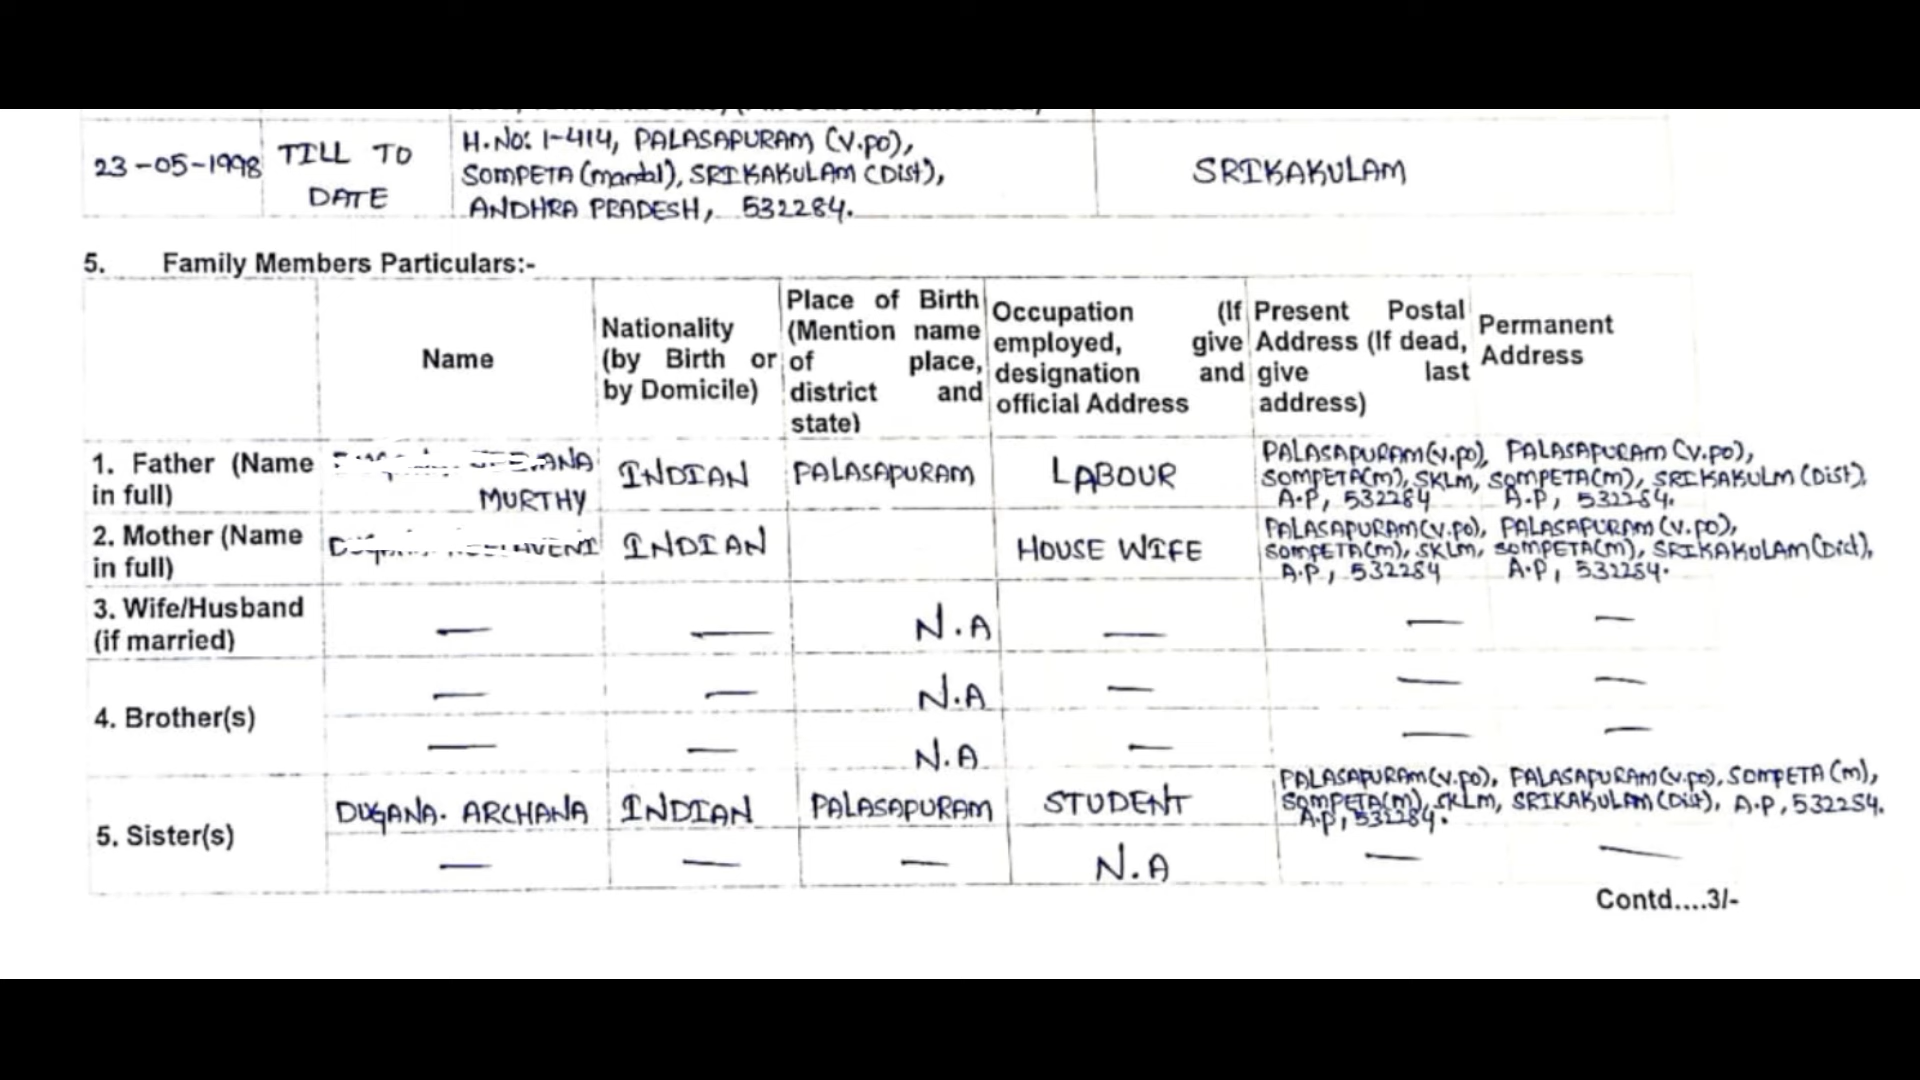 23-05-1998 TILL TO DATE H.No: 1-414, PALASAPURAM (V.PO),
SOMPETA (mandal), SRIKAKULAM (Dist),
ANDHRA PRADESH, 532284.
SRIKAKULAM
5. Family Members Particulars:-
Name
Nationality
(by Birth or
by Domicile)
Place of Birth
(Mention name
of place,
district and
state)
Occupation (If
employed, give
designation and
official Address
Present Postal
Address (If dead,
give last
address)
Permanent
Address
1. Father (Name
in full)
MURTHY
INDIAN
PALASAPURAM
LABOUR
PALASAPURAM(V.PO),
SOMPETA(m), SKLM,
A.P, 532284
PALASAPURAM (V.PO),
SOMPETA(m), SRIKAKULM (Dist),
A.P, 532284.
2. Mother (Name
in full)
INDIAN
HOUSE WIFE
PALASAPURAM(V.PO),
SOMPETA(m), SKLM,
A.P, 532284
PALASAPURAM (V.PO),
SOMPETA(m), SRIKAKULAM (Dist),
A.P, 532284.
3. Wife/Husband
(if married)
— — N.A — — —
4. Brother(s)
— — N.A — — —
— — N.A — — —
5. Sister(s)
DUGANA. ARCHANA
INDIAN
PALASAPURAM
STUDENT
PALASAPURAM(V.PO),
SOMPETA(m), SKLM,
A.P, 532284.
PALASAPURAM(V.PO), SOMPETA (m),
SRIKAKULAM (Dist), A.P, 532284.
— — — N.A — —
Contd....3/-